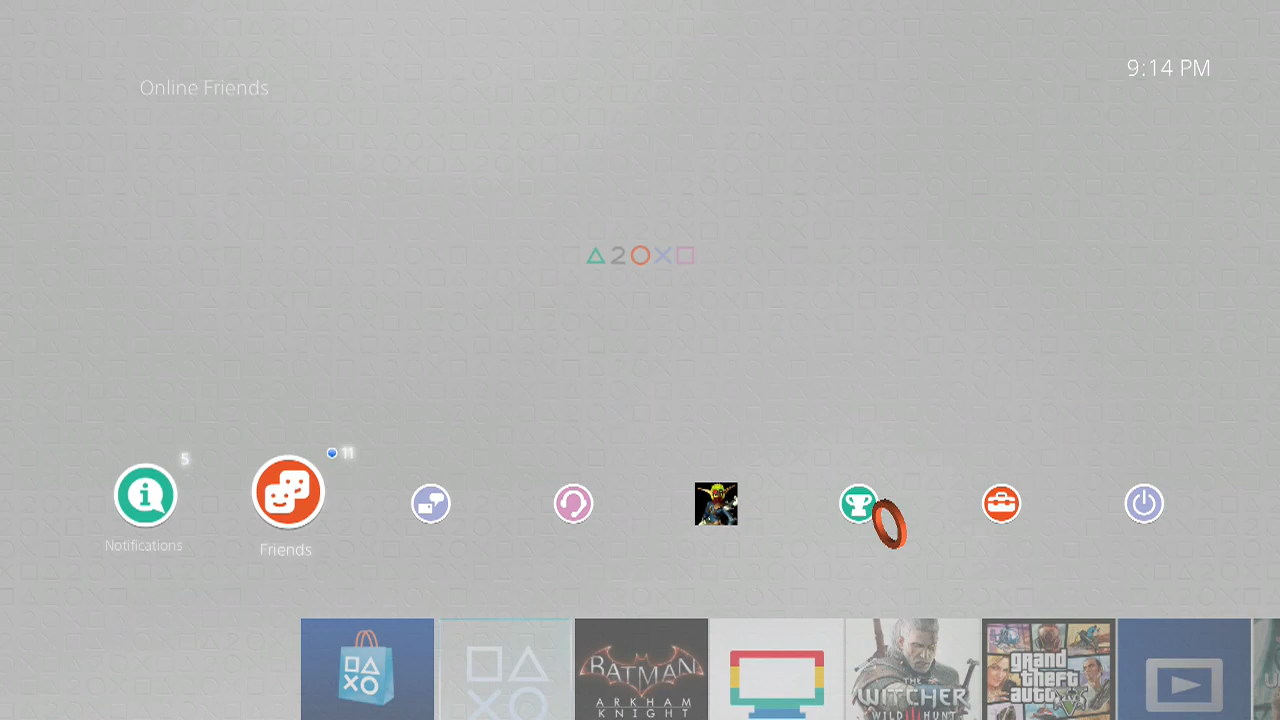 Online Friends
9:14 PM
20
5
11
Notifications
Friends
BATMAN
ARKHAM
KNIGHT
THE
WITCHER
WILD HUNT
grand
theft
auto V